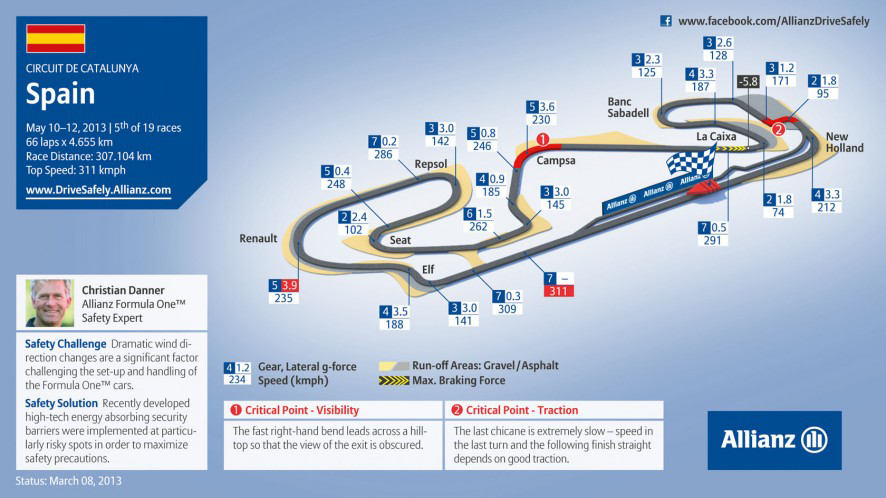 www.facebook.com/AllianzDriveSafely
CIRCUIT DE CATALUNYA
Spain
May 10–12, 2013 | 5th of 19 races
66 laps x 4.655 km
Race Distance: 307.104 km
Top Speed: 311 kmph
www.DriveSafely.Allianz.com
3 2.6
128
3 2.3
125
4 3.3
187
-5.8
3 1.2
171
2 1.8
95
Banc
Sabadell
La Caixa
2
New
Holland
5 3.6
230
1
Campsa
5 0.8
246
3 3.0
142
7 0.2
286
Repsol
5 0.4
248
4 0.9
185
3 3.0
145
Allianz Allianz Allianz
4 3.3
212
2 1.8
74
2 2.4
102
6 1.5
262
7 0.5
291
Renault
Seat
Elf
5 3.9
235
7 –
311
7 0.3
309
4 3.5
188
3 3.0
141
Christian Danner
Allianz Formula One™
Safety Expert
Safety Challenge Dramatic wind di-
rection changes are a significant factor
challenging the set-up and handling of
the Formula One™ cars.
Safety Solution Recently developed
high-tech energy absorbing security
barriers were implemented at particu-
larly risky spots in order to maximize
safety precautions.
4 1.2 Gear, Lateral g-force
234 Speed (kmph)
Run-off Areas: Gravel/Asphalt
Max. Braking Force
1 Critical Point - Visibility
The fast right-hand bend leads across a hill-
top so that the view of the exit is obscured.
2 Critical Point - Traction
The last chicane is extremely slow – speed in
the last turn and the following finish straight
depends on good traction.
Allianz
Status: March 08, 2013